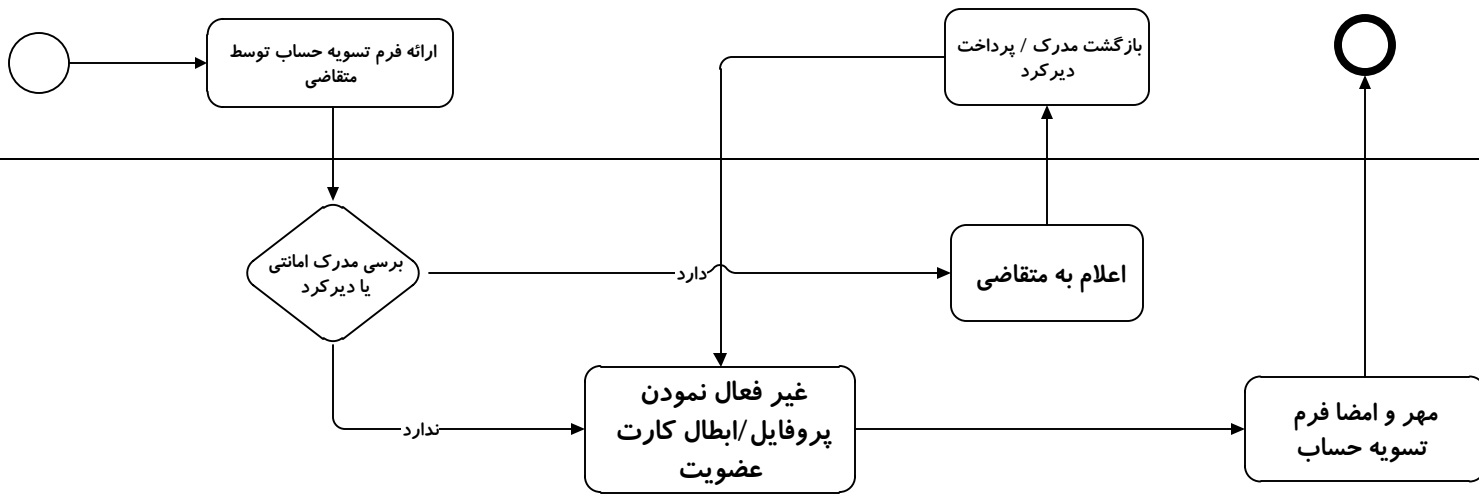 ارائه فرم تسویه حساب توسط
متقاضی
بازگشت مدرک / پرداخت
دیرکرد
برسی مدرک امانتی
یا دیرکرد
دارد
اعلام به متقاضی
ندارد
غیر فعال نمودن
پروفایل/ابطال کارت
عضویت
مهر و امضا فرم
تسویه حساب